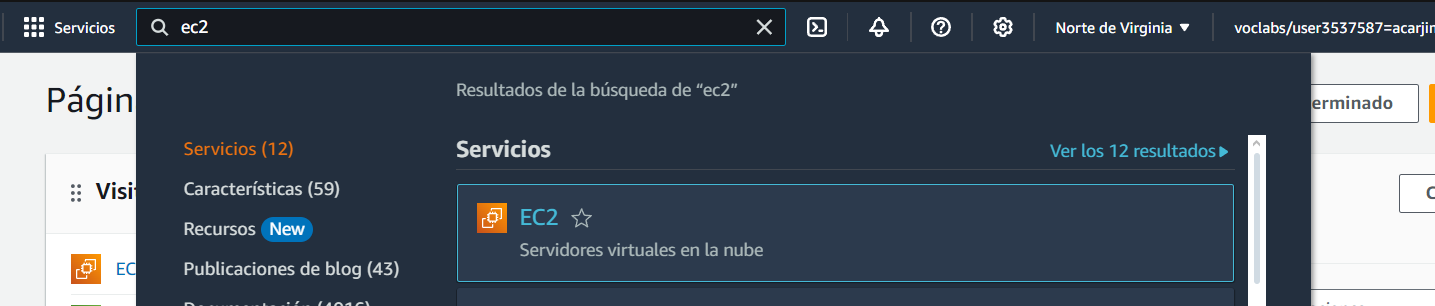 Servicios
ec2
Norte de Virginia
voclabs/user3537587=acarjin
Págin
erminado
Resultados de la búsqueda de “ec2”
Servicios (12)
Servicios
Ver los 12 resultados
Características (59)
Visi
EC2
Recursos New
Servidores virtuales en la nube
EC
Publicaciones de blog (43)